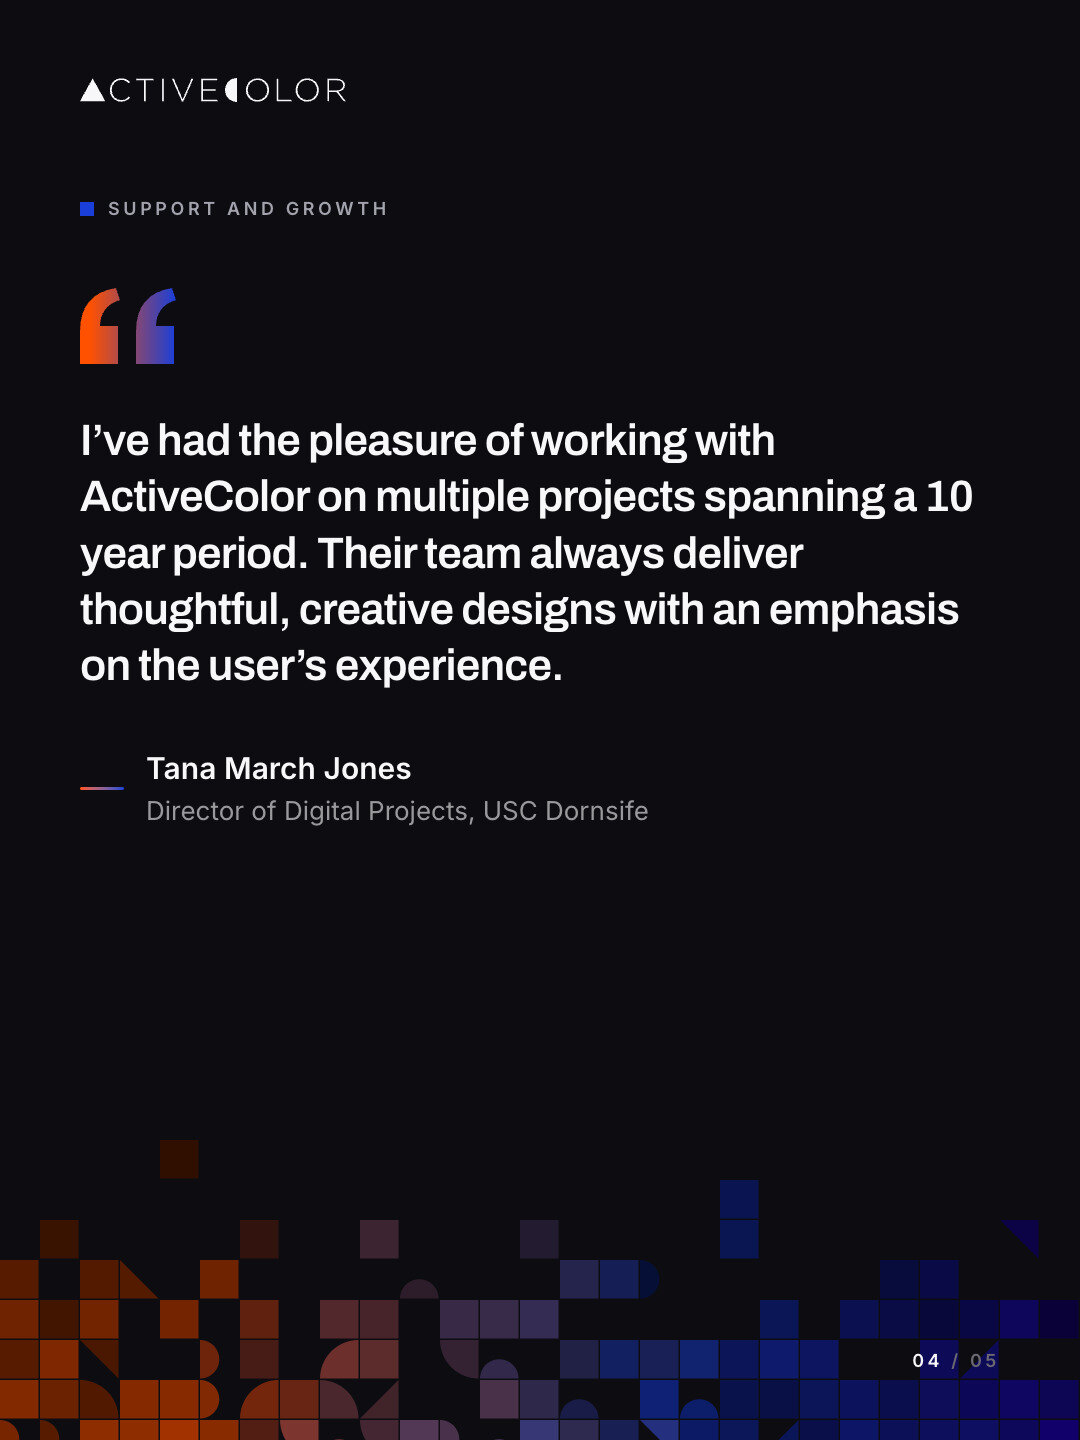 ACTIVECOLOR
SUPPORT AND GROWTH
“
I’ve had the pleasure of working with
ActiveColor on multiple projects spanning a 10
year period. Their team always deliver
thoughtful, creative designs with an emphasis
on the user’s experience.
Tana March Jones
Director of Digital Projects, USC Dornsife
04 / 05